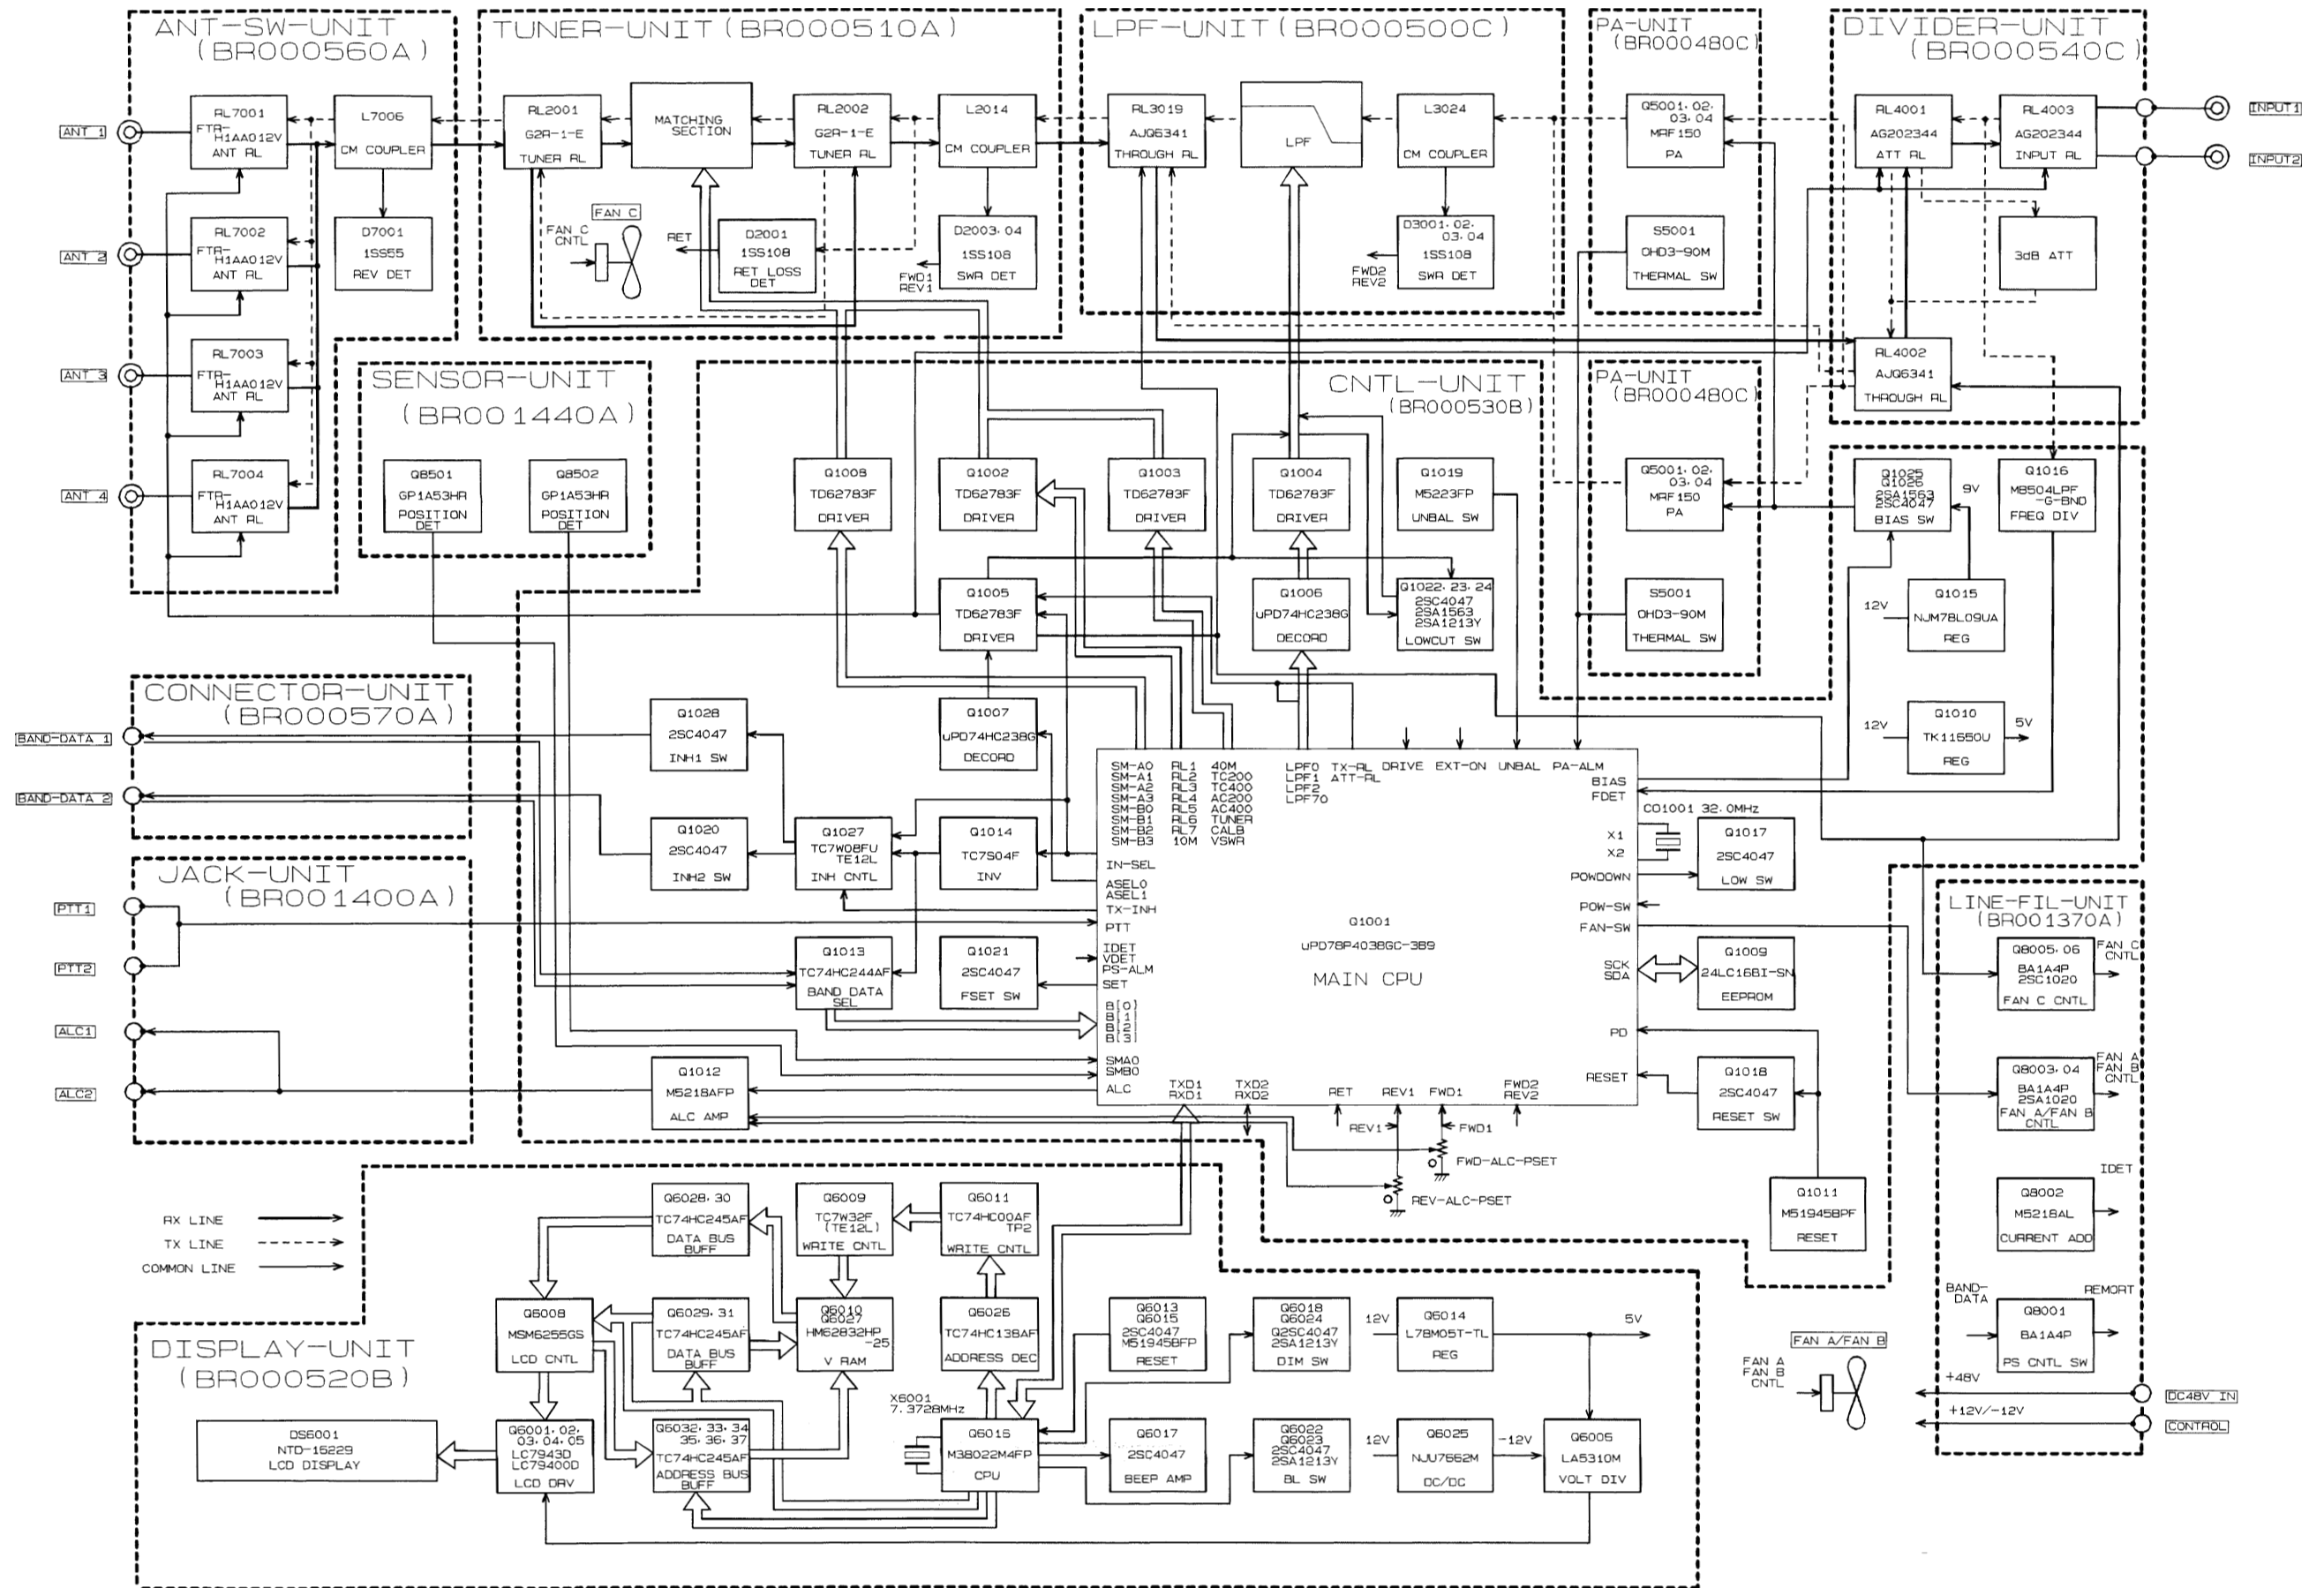 ANT-SW-UNIT
(BR000560A)
ANT 1
RL7001
FTR-
H1AA012V
ANT RL
L7006
CM COUPLER
ANT 2
RL7002
FTR-
H1AA012V
ANT RL
D7001
1SS55
REV DET
ANT 3
RL7003
FTR-
H1AA012V
ANT RL
ANT 4
RL7004
FTR-
H1AA012V
ANT RL
TUNER-UNIT(BR000510A)
RL2001
G2R-1-E
TUNER RL
MATCHING
SECTION
RL2002
G2R-1-E
TUNER RL
L2014
CM COUPLER
FAN C
FAN C
CNTL
RET
D2001
1SS108
RET LOSS
DET
D2003.04
1SS108
SWR DET
FWD1
REV1
LPF-UNIT(BR000500C)
RL3019
AJQ6341
THROUGH RL
LPF
L3024
CM COUPLER
D3001.02.
03.04
1SS108
SWR DET
FWD2
REV2
PA-UNIT
(BR000480C)
Q5001.02.
03.04
MRF150
PA
S5001
OHD3-90M
THERMAL SW
DIVIDER-UNIT
(BR000540C)
RL4001
AG202344
ATT RL
RL4003
AG202344
INPUT RL
INPUT1
INPUT2
3dB ATT
RL4002
AJQ6341
THROUGH RL
SENSOR-UNIT
(BR001440A)
Q8501
GP1A53HR
POSITION
DET
Q8502
GP1A53HR
POSITION
DET
CNTL-UNIT
(BR000530B)
Q1008
TD62783F
DRIVER
Q1002
TD62783F
DRIVER
Q1003
TD62783F
DRIVER
Q1004
TD62783F
DRIVER
Q1019
M5223FP
UNBAL SW
PA-UNIT
(BR000480C)
Q5001.02.
03.04
MRF150
PA
S5001
OHD3-90M
THERMAL SW
Q1025
Q1026
2SA1563
2SC4047
BIAS SW
9V
Q1016
MB504LPF
-G-BND
FREQ DIV
Q1005
TD62783F
DRIVER
Q1006
uPD74HC238G
DECORD
Q1022.23.24
2SC4047
2SA1563
2SA1213Y
LOWCUT SW
12V
Q1015
NJM78L09UA
REG
12V
Q1010
TK11650U
REG
5V
CONNECTOR-UNIT
(BR000570A)
BAND-DATA 1
BAND-DATA 2
Q1028
2SC4047
INH1 SW
Q1007
uPD74HC238G
DECORD
Q1020
2SC4047
INH2 SW
Q1027
TC7W08FU
TE12L
INH CNTL
Q1014
TC7S04F
INV
JACK-UNIT
(BR001400A)
PTT1
PTT2
ALC1
ALC2
Q1013
TC74HC244AF
BAND DATA
SEL
Q1021
2SC4047
FSET SW
Q1012
M5218AFP
ALC AMP
SM-A0 RL1 40M
SM-A1 RL2 TC200
SM-A2 RL3 TC400
SM-A3 RL4 AC200
SM-B0 RL5 AC400
SM-B1 RL6 TUNER
SM-B2 RL7 CALB
SM-B3 10M VSWR
LPF0 TX-RL DRIVE EXT-ON UNBAL PA-ALM
LPF1 ATT-RL
LPF2
LPF70
BIAS
FDET
IN-SEL
ASEL0
ASEL1
TX-INH
PTT
IDET
VDET
PS-ALM
SET
B[0]
B[1]
B[2]
B[3]
SMA0
SMB0
ALC
Q1001
uPD78P4038GC-3B9
MAIN CPU
X1
X2
POWDOWN
POW-SW
FAN-SW
SCK
SDA
PD
RESET
TXD1
RXD1
TXD2
RXD2
RET REV1 FWD1
FWD2
REV2
CO1001 32.0MHz
Q1017
2SC4047
LOW SW
Q1009
24LC16BI-SN
EEPROM
Q1018
2SC4047
RESET SW
Q1011
M51945BPF
RESET
REV1
FWD1
FWD-ALC-PSET
REV-ALC-PSET
LINE-FIL-UNIT
(BR001370A)
Q8005.06
BA1A4P
2SC1020
FAN C CNTL
FAN C
CNTL
Q8003.04
BA1A4P
2SA1020
FAN A/FAN B
CNTL
FAN A
FAN B
CNTL
IDET
Q8002
M5218AL
CURRENT ADD
BAND-
DATA
REMORT
Q8001
BA1A4P
PS CNTL SW
+48V
DC48V IN
+12V/-12V
CONTROL
FAN A/FAN B
FAN A
FAN B
CNTL
RX LINE
TX LINE
COMMON LINE
DISPLAY-UNIT
(BR000520B)
Q6028.30
TC74HC245AF
DATA BUS
BUFF
Q6009
TC7W32F
(TE12L)
WRITE CNTL
Q6011
TC74HC00AF
TP2
WRITE CNTL
Q6008
MSM6255GS
LCD CNTL
Q6029.31
TC74HC245AF
DATA BUS
BUFF
Q6010
Q6027
HM62832HP
-25
V RAM
Q6026
TC74HC138AF
ADDRESS DEC
Q6013
Q6015
2SC4047
M51945BFP
RESET
Q6018
Q6024
Q2SC4047
2SA1213Y
DIM SW
12V
Q6014
L78M05T-TL
REG
5V
DS6001
NTD-16229
LCD DISPLAY
Q6001.02.
03.04.05
LC7943D
LC79400D
LCD DRV
Q6032.33.34
35.36.37
TC74HC245AF
ADDRESS BUS
BUFF
X6001
7.3728MHz
Q6016
M38022M4FP
CPU
Q6017
2SC4047
BEEP AMP
Q6022
Q6023
2SC4047
2SA1213Y
BL SW
12V
Q6025
NJU7662M
DC/DC
-12V
Q6006
LA5310M
VOLT DIV